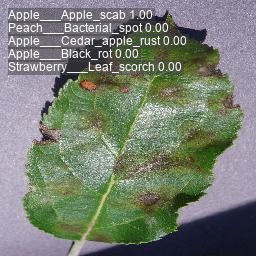 Apple___Apple_scab 1.00
Peach___Bacterial_spot 0.00
Apple___Cedar_apple_rust 0.00
Apple___Black_rot 0.00
Strawberry___Leaf_scorch 0.00